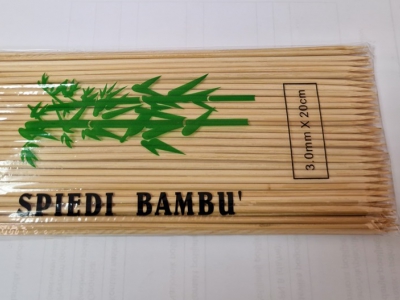 3.0mm X 20cm
SPIEDI BAMBU'